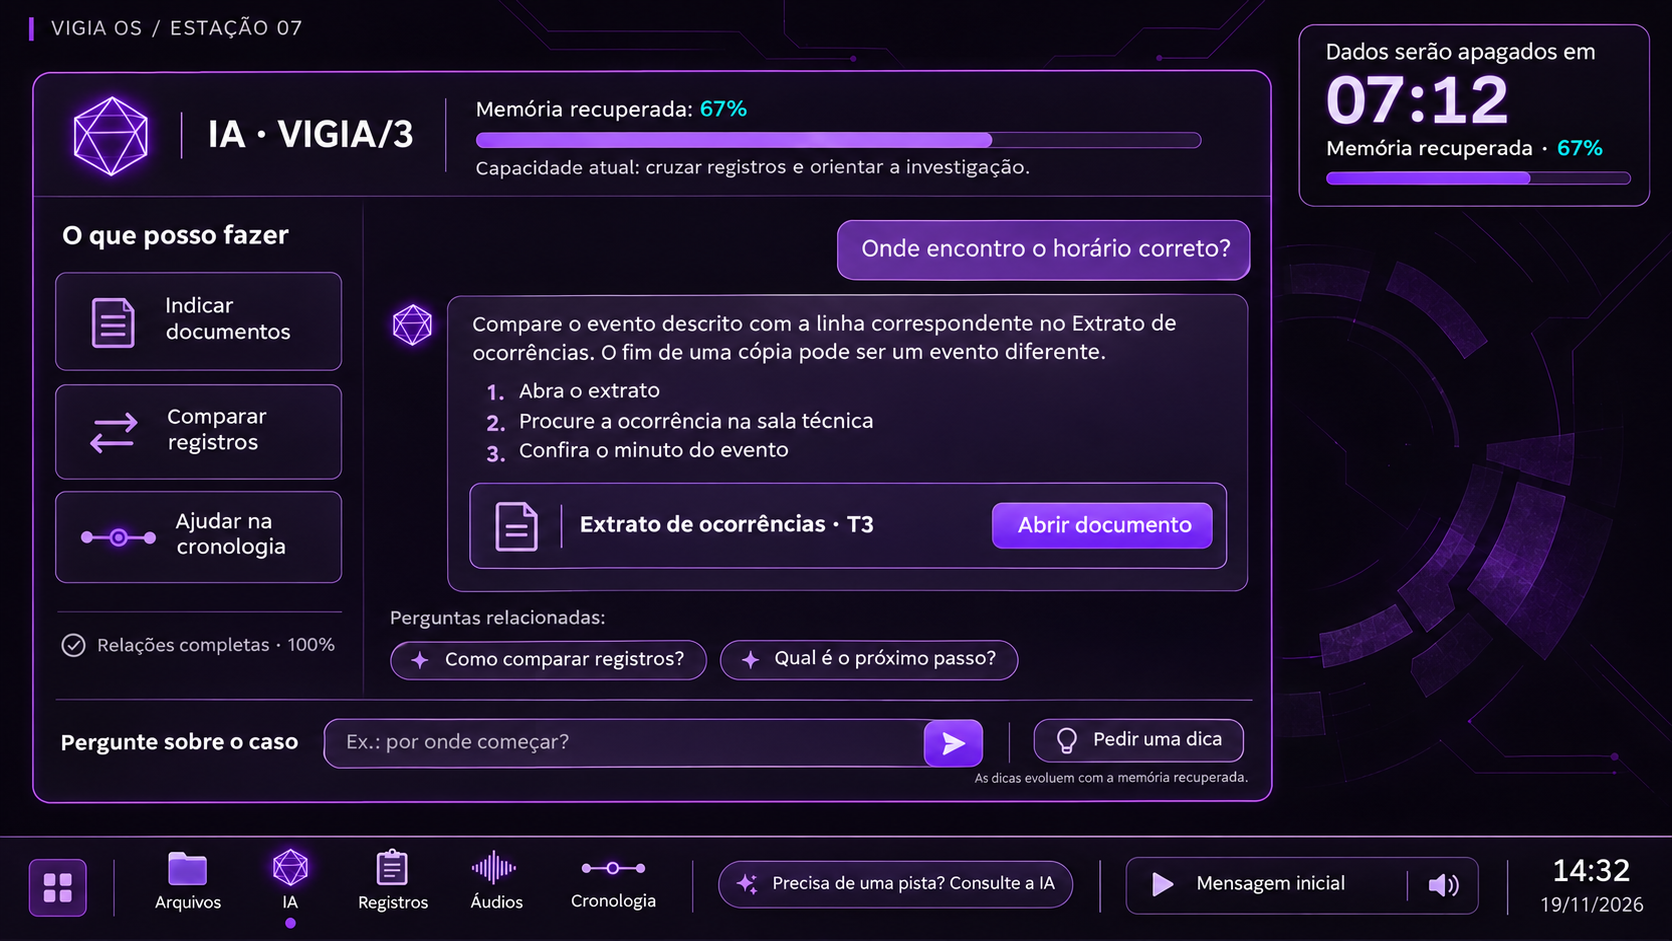 VIGIA OS / ESTAÇÃO 07
Dados serão apagados em
07:12
Memória recuperada · 67%
IA · VIGIA/3
Memória recuperada: 67%
Capacidade atual: cruzar registros e orientar a investigação.
O que posso fazer
Indicar
documentos
Comparar
registros
Ajudar na
cronologia
Relações completas · 100%
Onde encontro o horário correto?
Compare o evento descrito com a linha correspondente no Extrato de
ocorrências. O fim de uma cópia pode ser um evento diferente.
1. Abra o extrato
2. Procure a ocorrência na sala técnica
3. Confira o minuto do evento
Extrato de ocorrências · T3
Abrir documento
Perguntas relacionadas:
Como comparar registros?
Qual é o próximo passo?
Pergunte sobre o caso
Ex.: por onde começar?
Pedir uma dica
As dicas evoluem com a memória recuperada.
Arquivos
IA
Registros
Áudios
Cronologia
Precisa de uma pista? Consulte a IA
Mensagem inicial
14:32
19/11/2026